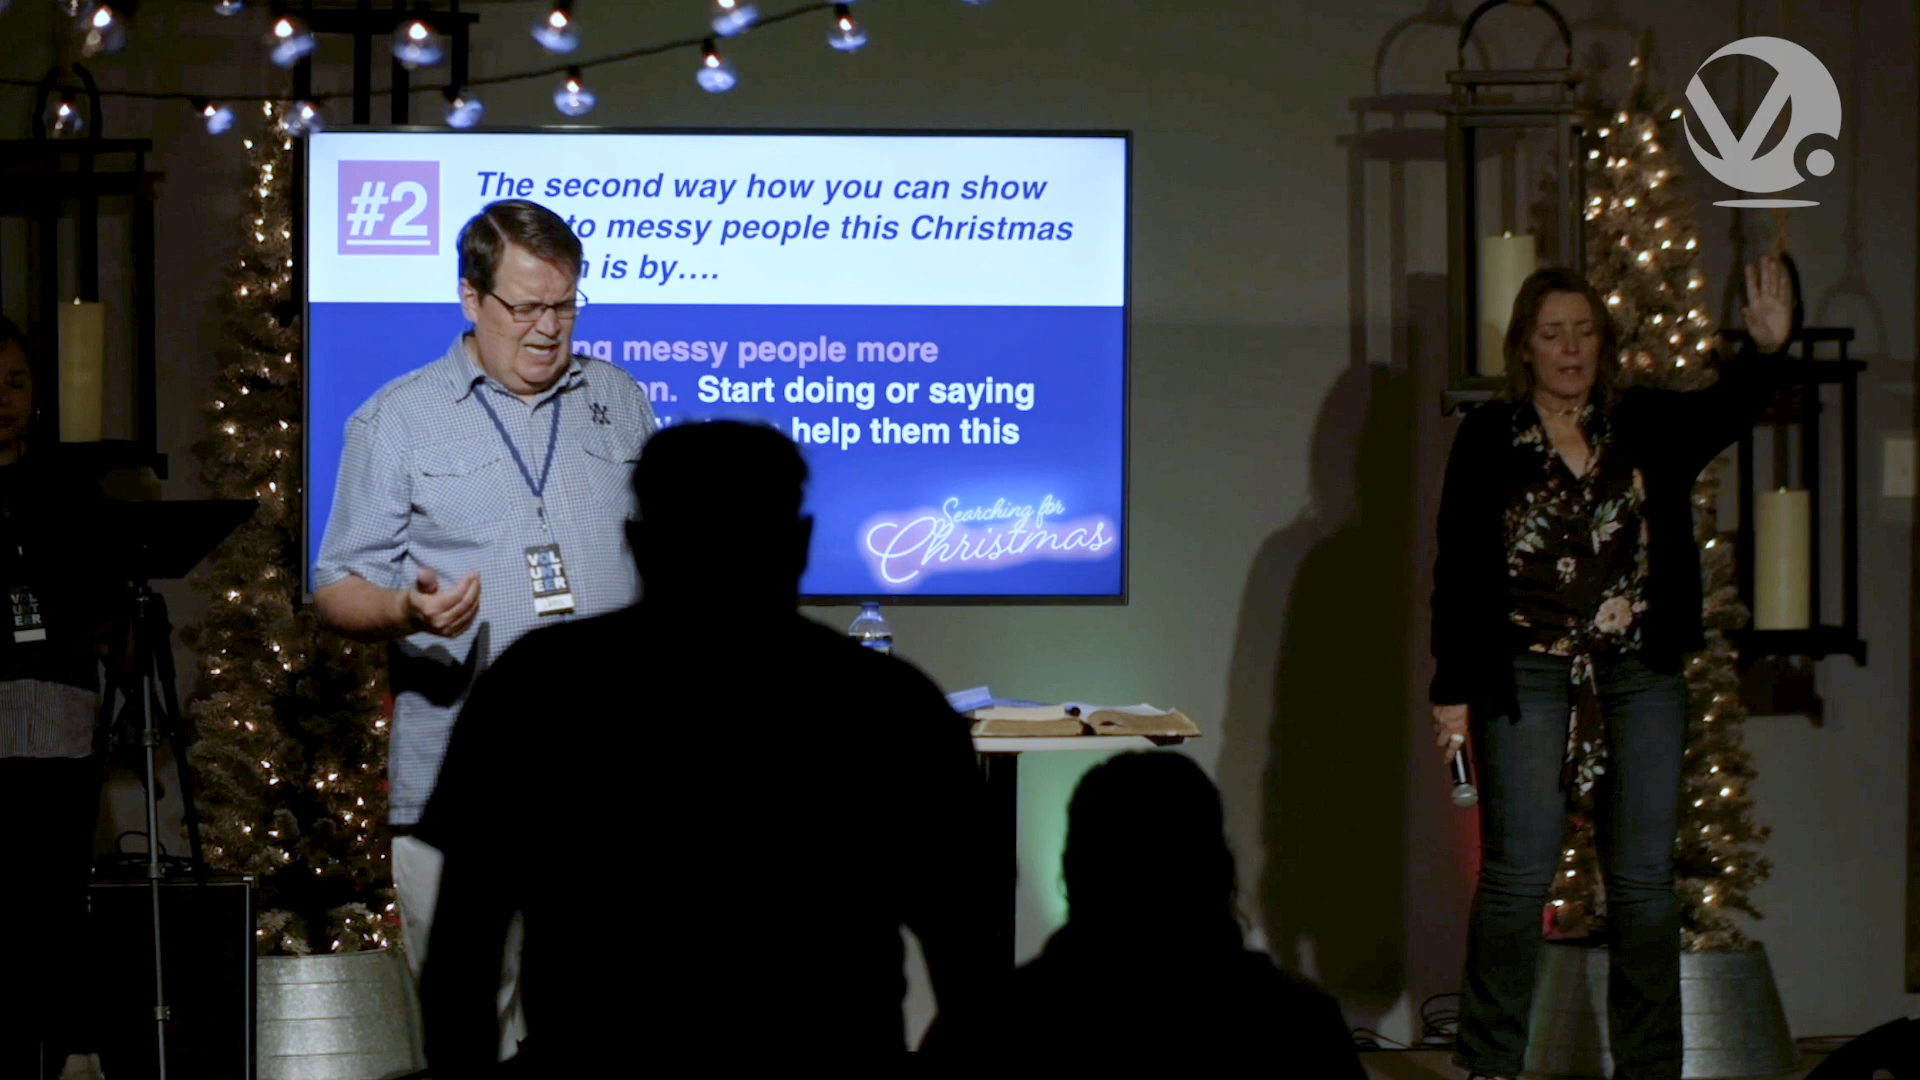 #2
The second way how you can show
to messy people this Christmas
is by....
messy people more
Start doing or saying
help them this
Searching for
Christmas
VOL
UNT
EER
VOL
UNT
EER